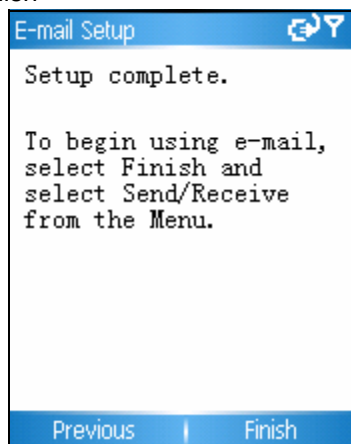 E-mail Setup
Setup complete.
To begin using e-mail,
select Finish and
select Send/Receive
from the Menu.
Previous Finish